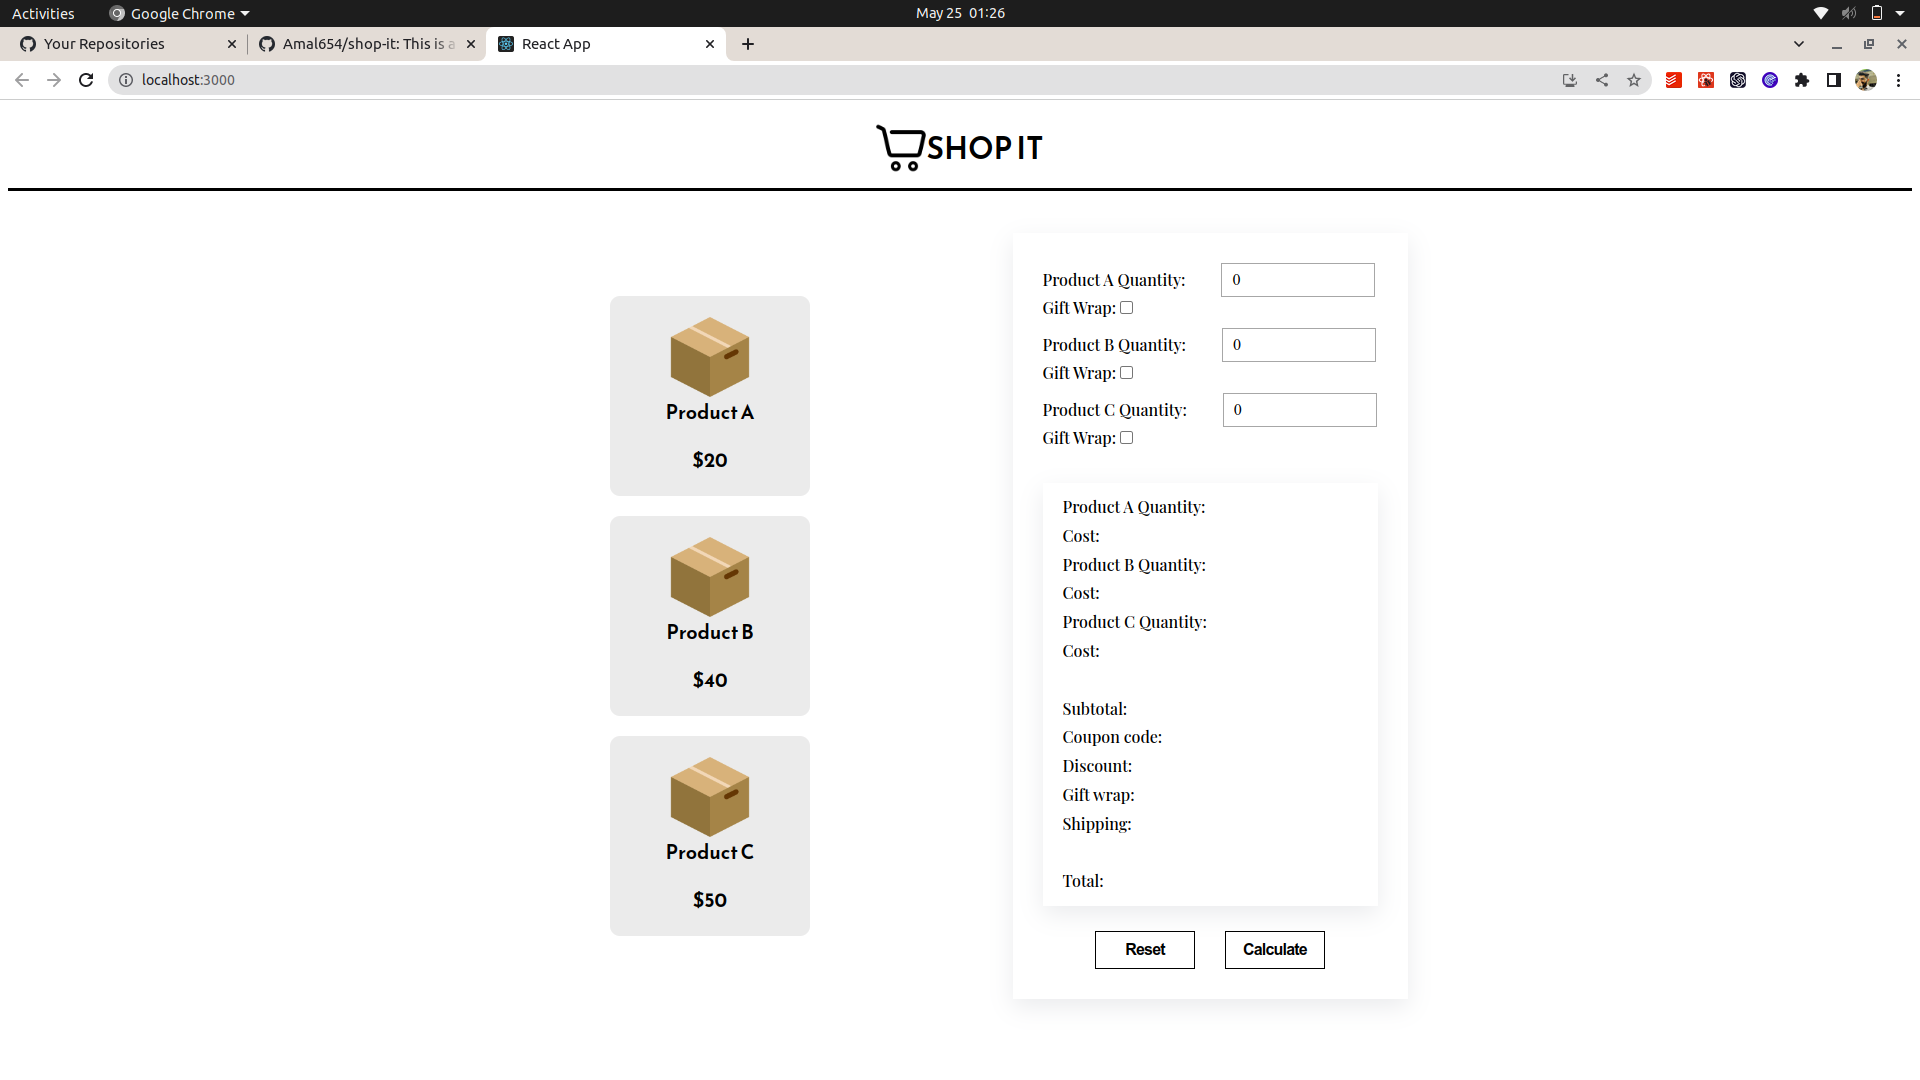 Activities
Google Chrome
May 25 01:26
Your Repositories
Amal654/shop-it: This is a
React App
localhost:3000
SHOP IT
Product A
$20
Product B
$40
Product C
$50
Product A Quantity: 0
Gift Wrap:
Product B Quantity: 0
Gift Wrap:
Product C Quantity: 0
Gift Wrap:
Product A Quantity:
Cost:
Product B Quantity:
Cost:
Product C Quantity:
Cost:
Subtotal:
Coupon code:
Discount:
Gift wrap:
Shipping:
Total:
Reset
Calculate